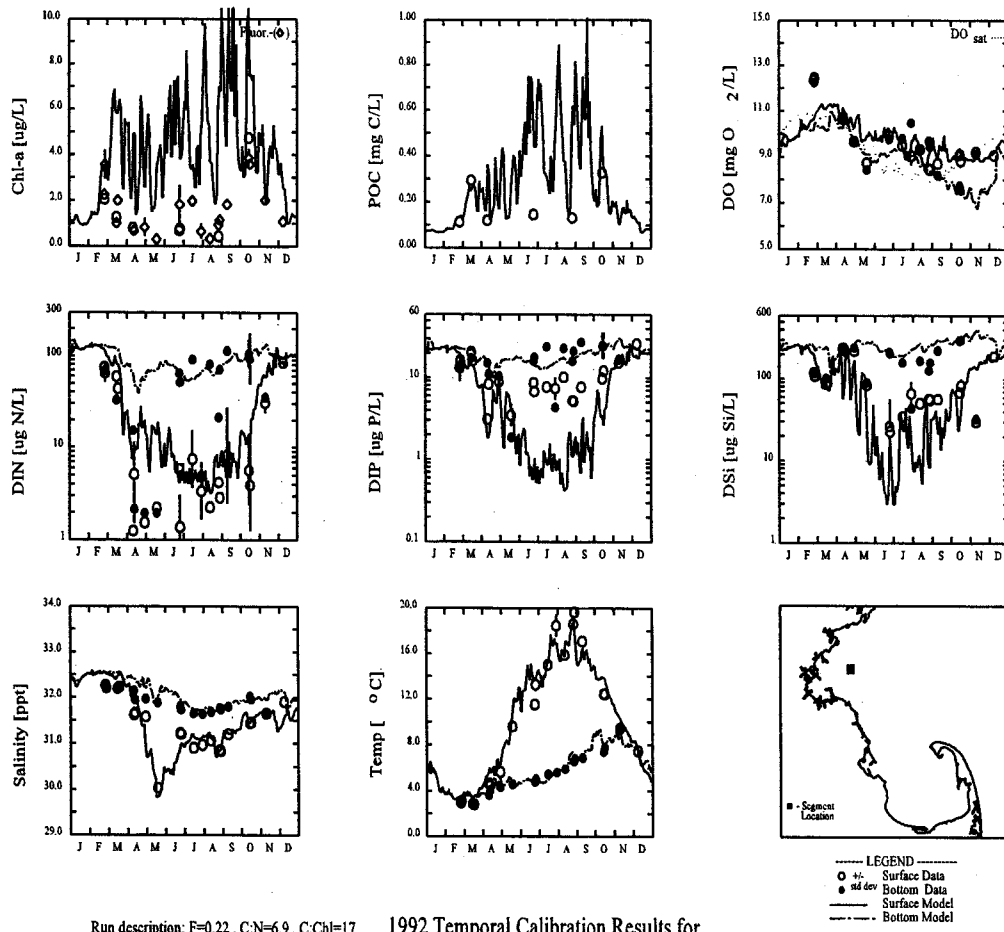 Chl-a [ug/L]
10.0
8.0
6.0
4.0
2.0
0.0
Fluor.-(◇)
J F M A M J J A S O N D
POC [mg C/L]
1.00
0.80
0.60
0.40
0.20
0.00
J F M A M J J A S O N D
DO [mg O 2/L]
15.0
13.0
11.0
9.0
7.0
5.0
DO sat ....
J F M A M J J A S O N D
DIN [ug N/L]
300
100
10
1
J F M A M J J A S O N D
DIP [ug P/L]
60
10
1
0.1
J F M A M J J A S O N D
DSi [ug Si/L]
600
100
10
1
J F M A M J J A S O N D
Salinity [ppt]
34.0
33.0
32.0
31.0
30.0
29.0
J F M A M J J A S O N D
Temp [ °C]
20.0
16.0
12.0
8.0
4.0
0.0
J F M A M J J A S O N D
■ - Segment
Location
-------- LEGEND ----------
○ +/- Surface Data
● std dev Bottom Data
Surface Model
Bottom Model
Run description: F=0.22 , C:N=6.9 C:Chl=17
1992 Temporal Calibration Results for